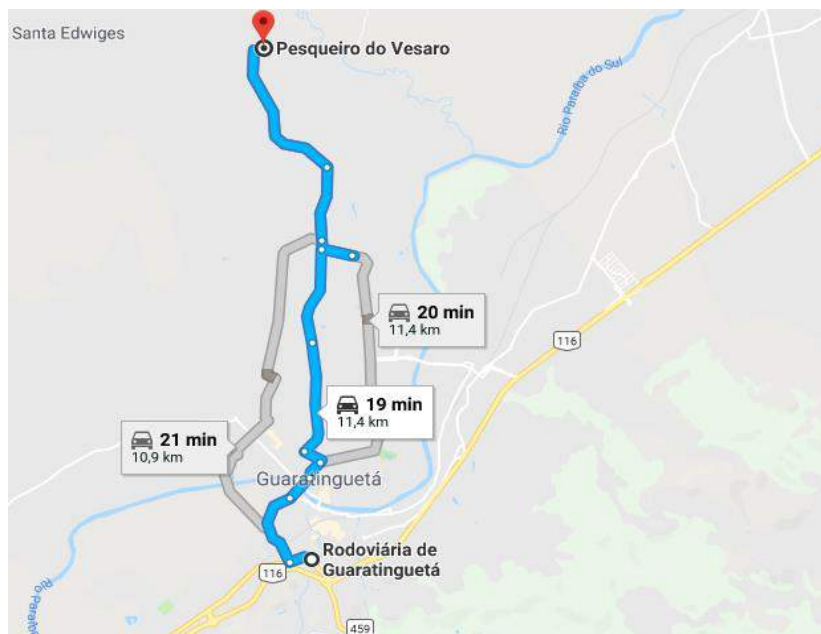 Santa Edwiges
Pesqueiro do Vesaro
Rio Paraíba do Sul
20 min
11,4 km
116
19 min
11,4 km
21 min
10,9 km
Guaratinguetá
Rodoviária de
Guaratinguetá
116
Rio
459